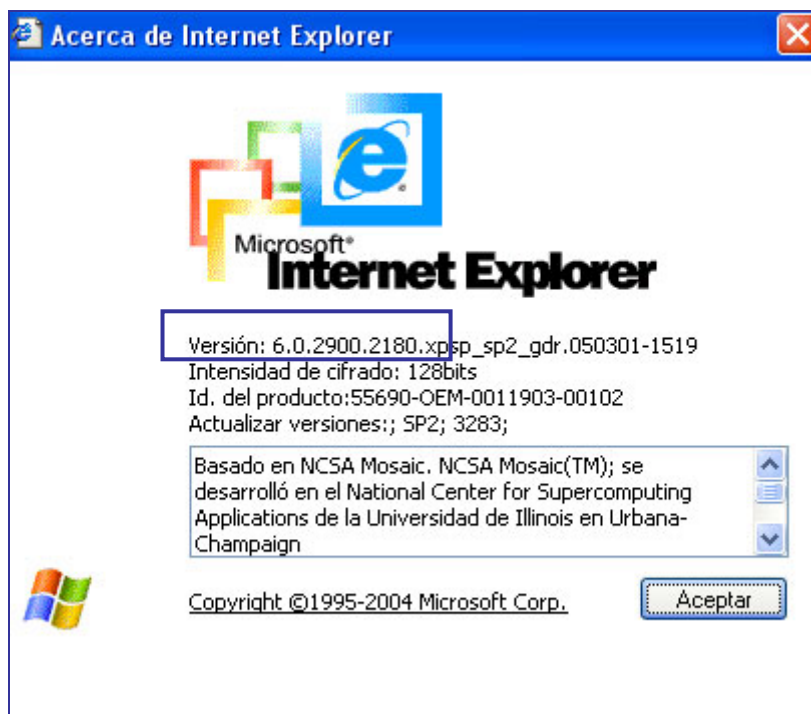 Acerca de Internet Explorer
Microsoft®
Internet Explorer
Versión: 6.0.2900.2180.xpsp_sp2_gdr.050301-1519
Intensidad de cifrado: 128bits
Id. del producto:55690-OEM-0011903-00102
Actualizar versiones:; SP2; 3283;
Basado en NCSA Mosaic. NCSA Mosaic(TM); se
desarrolló en el National Center for Supercomputing
Applications de la Universidad de Illinois en Urbana-
Champaign
Copyright ©1995-2004 Microsoft Corp.
Aceptar